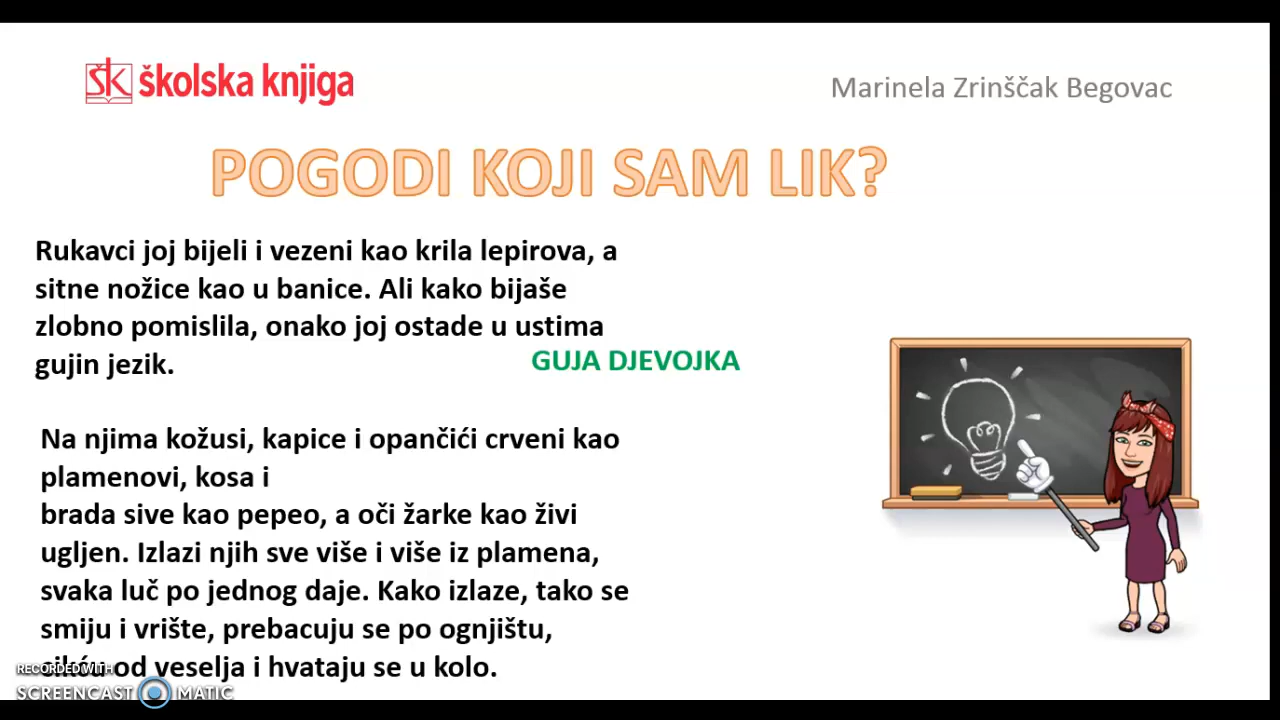 školska knjiga
Marinela Zrinščak Begovac
POGODI KOJI SAM LIK?
Rukavci joj bijeli i vezeni kao krila lepirova, a
sitne nožice kao u banice. Ali kako bijaše
zlobno pomislila, onako joj ostade u ustima
gujin jezik.
GUJA DJEVOJKA
Na njima kožusi, kapice i opančići crveni kao
plamenovi, kosa i
brada sive kao pepeo, a oči žarke kao živi
ugljen. Izlazi njih sve više i više iz plamena,
svaka luč po jednog daje. Kako izlaze, tako se
smiju i vrište, prebacuju se po ognjištu,
od veselja i hvataju se u kolo.
RECORDED WITH
SCREENCAST MATIC